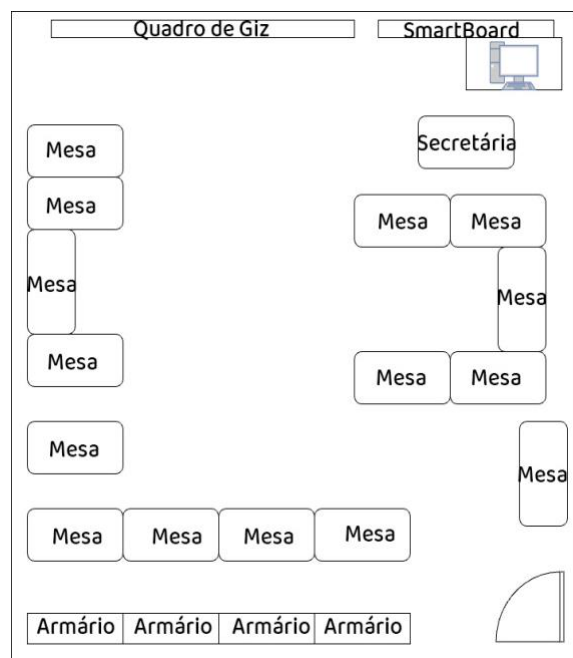 Quadro de Giz SmartBoard
Mesa Secretária
Mesa Mesa Mesa
Mesa Mesa
Mesa Mesa Mesa
Mesa Mesa
Mesa Mesa Mesa Mesa
Armário Armário Armário Armário